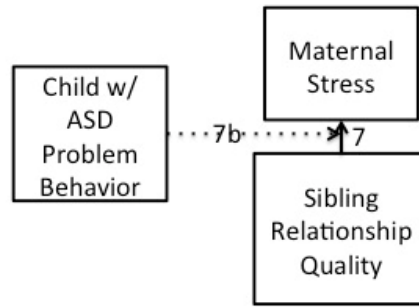 Maternal
Stress
Child w/
ASD
Problem
Behavior
7b
7
Sibling
Relationship
Quality